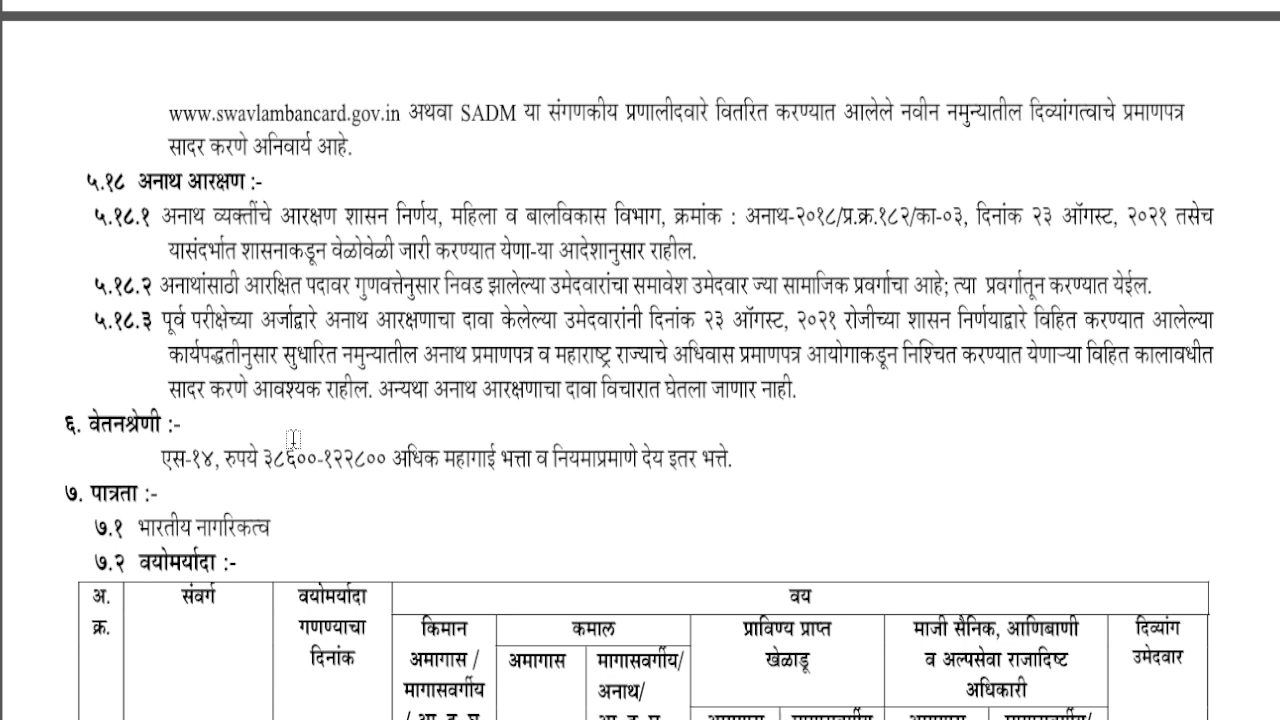 www.swavlambancard.gov.in अथवा SADM या संगणकीय प्रणालीदवारे वितरित करण्यात आलेले नवीन नमुन्यातील दिव्यांगत्वाचे प्रमाणपत्र
सादर करणे अनिवार्य आहे.
५.१८ अनाथ आरक्षण :-
५.१८.१ अनाथ व्यक्तींचे आरक्षण शासन निर्णय, महिला व बालविकास विभाग, क्रमांक : अनाथ-२०१८/प्र.क्र.१८२/का-०३, दिनांक २३ ऑगस्ट, २०२१ तसेच
यासंदर्भात शासनाकडून वेळोवेळी जारी करण्यात येणा-या आदेशानुसार राहील.
५.१८.२ अनाथांसाठी आरक्षित पदावर गुणवत्तेनुसार निवड झालेल्या उमेदवारांचा समावेश उमेदवार ज्या सामाजिक प्रवर्गाचा आहे; त्या प्रवर्गातून करण्यात येईल.
५.१८.३ पूर्व परीक्षेच्या अर्जाद्वारे अनाथ आरक्षणाचा दावा केलेल्या उमेदवारांनी दिनांक २३ ऑगस्ट, २०२१ रोजीच्या शासन निर्णयाद्वारे विहित करण्यात आलेल्या
कार्यपद्धतीनुसार सुधारित नमुन्यातील अनाथ प्रमाणपत्र व महाराष्ट्र राज्याचे अधिवास प्रमाणपत्र आयोगाकडून निश्चित करण्यात येणाऱ्या विहित कालावधीत
सादर करणे आवश्यक राहील. अन्यथा अनाथ आरक्षणाचा दावा विचारात घेतला जाणार नाही.
६. वेतनश्रेणी :-
एस-१४, रुपये ३८६००-१२२८०० अधिक महागाई भत्ता व नियमाप्रमाणे देय इतर भत्ते.
७. पात्रता :-
७.१ भारतीय नागरिकत्व
७.२ वयोमर्यादा :-
अ. संवर्ग वयोमर्यादा वय
क्र. गणण्याचा किमान कमाल प्राविण्य प्राप्त माजी सैनिक, आणिबाणी दिव्यांग
दिनांक अमागास / अमागास मागासवर्गीय/ खेळाडू व अल्पसेवा राजादिष्ट उमेदवार
मागासवर्गीय अनाथ/ अधिकारी